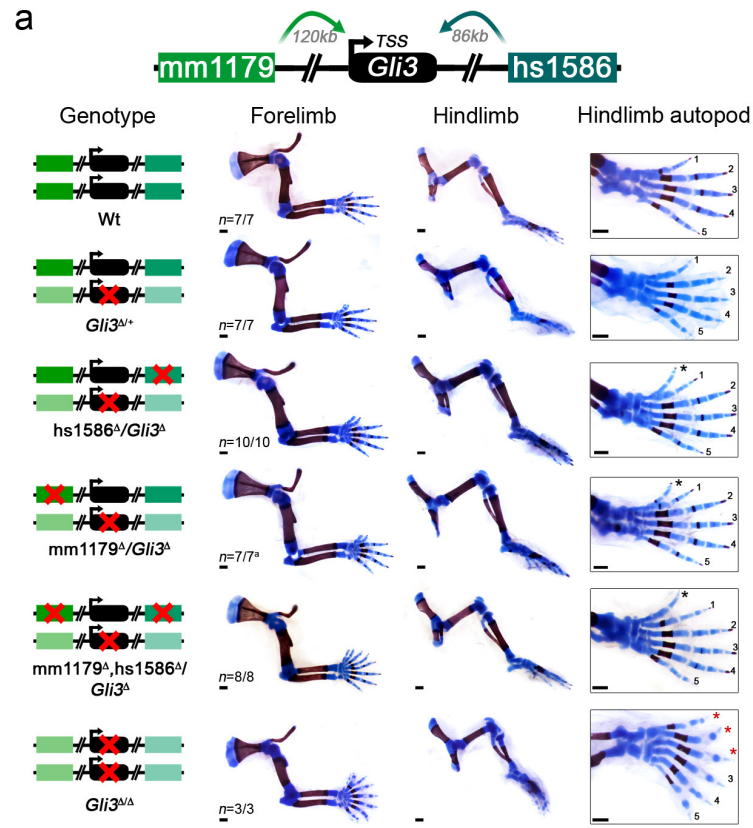 a
120kb TSS 86kb
mm1179 Gli3 hs1586
Genotype Forelimb Hindlimb Hindlimb autopod
Wt
n=7/7
1
2
3
4
5
Gli3Δ/+
n=7/7
1
2
3
4
5
hs1586Δ/Gli3Δ
n=10/10
*
1
2
3
4
5
mm1179Δ/Gli3Δ
n=7/7a
*
1
2
3
4
5
mm1179Δ,hs1586Δ/
Gli3Δ
n=8/8
*
1
2
3
4
5
Gli3Δ/Δ
n=3/3
*
*
*
3
4
5